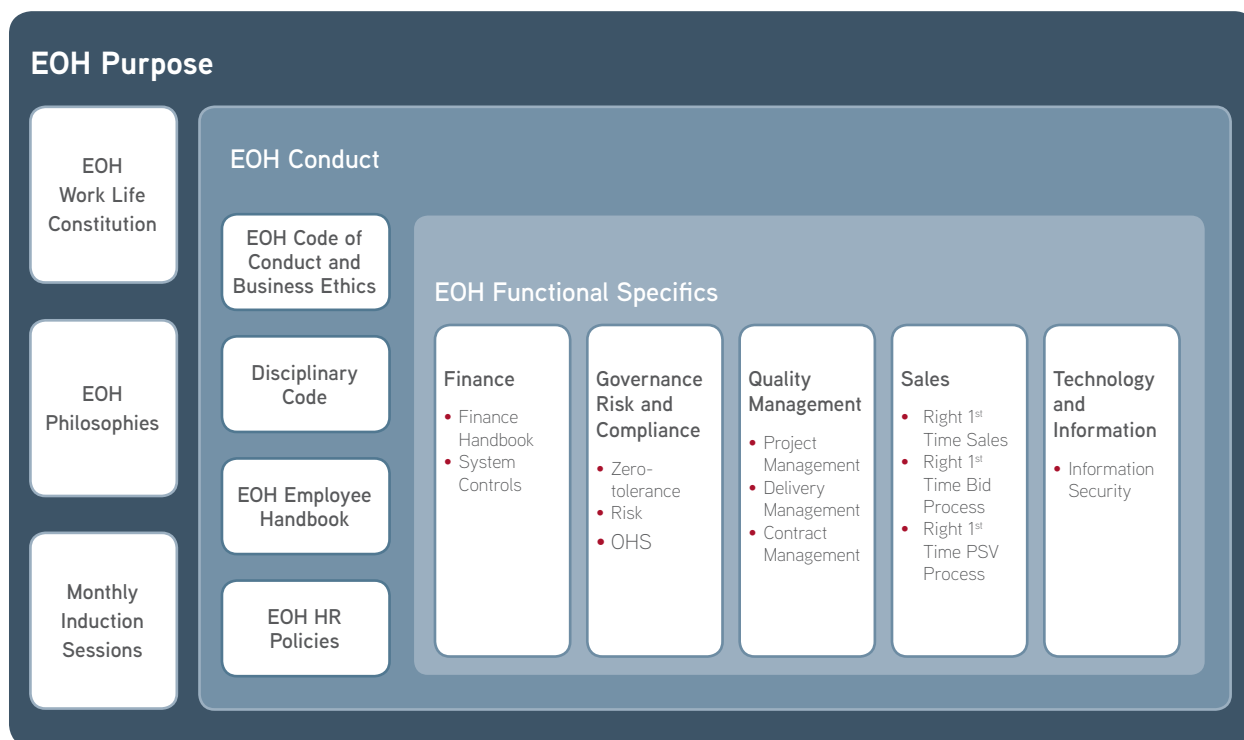 EOH Purpose
EOH
Work Life
Constitution
EOH
Philosophies
Monthly
Induction
Sessions
EOH Conduct
EOH Code of
Conduct and
Business Ethics
Disciplinary
Code
EOH Employee
Handbook
EOH HR
Policies
EOH Functional Specifics
Finance
• Finance
Handbook
• System
Controls
Governance
Risk and
Compliance
• Zero-
tolerance
• Risk
• OHS
Quality
Management
• Project
Management
• Delivery
Management
• Contract
Management
Sales
• Right 1st
Time Sales
• Right 1st
Time Bid
Process
• Right 1st
Time PSV
Process
Technology
and
Information
• Information
Security